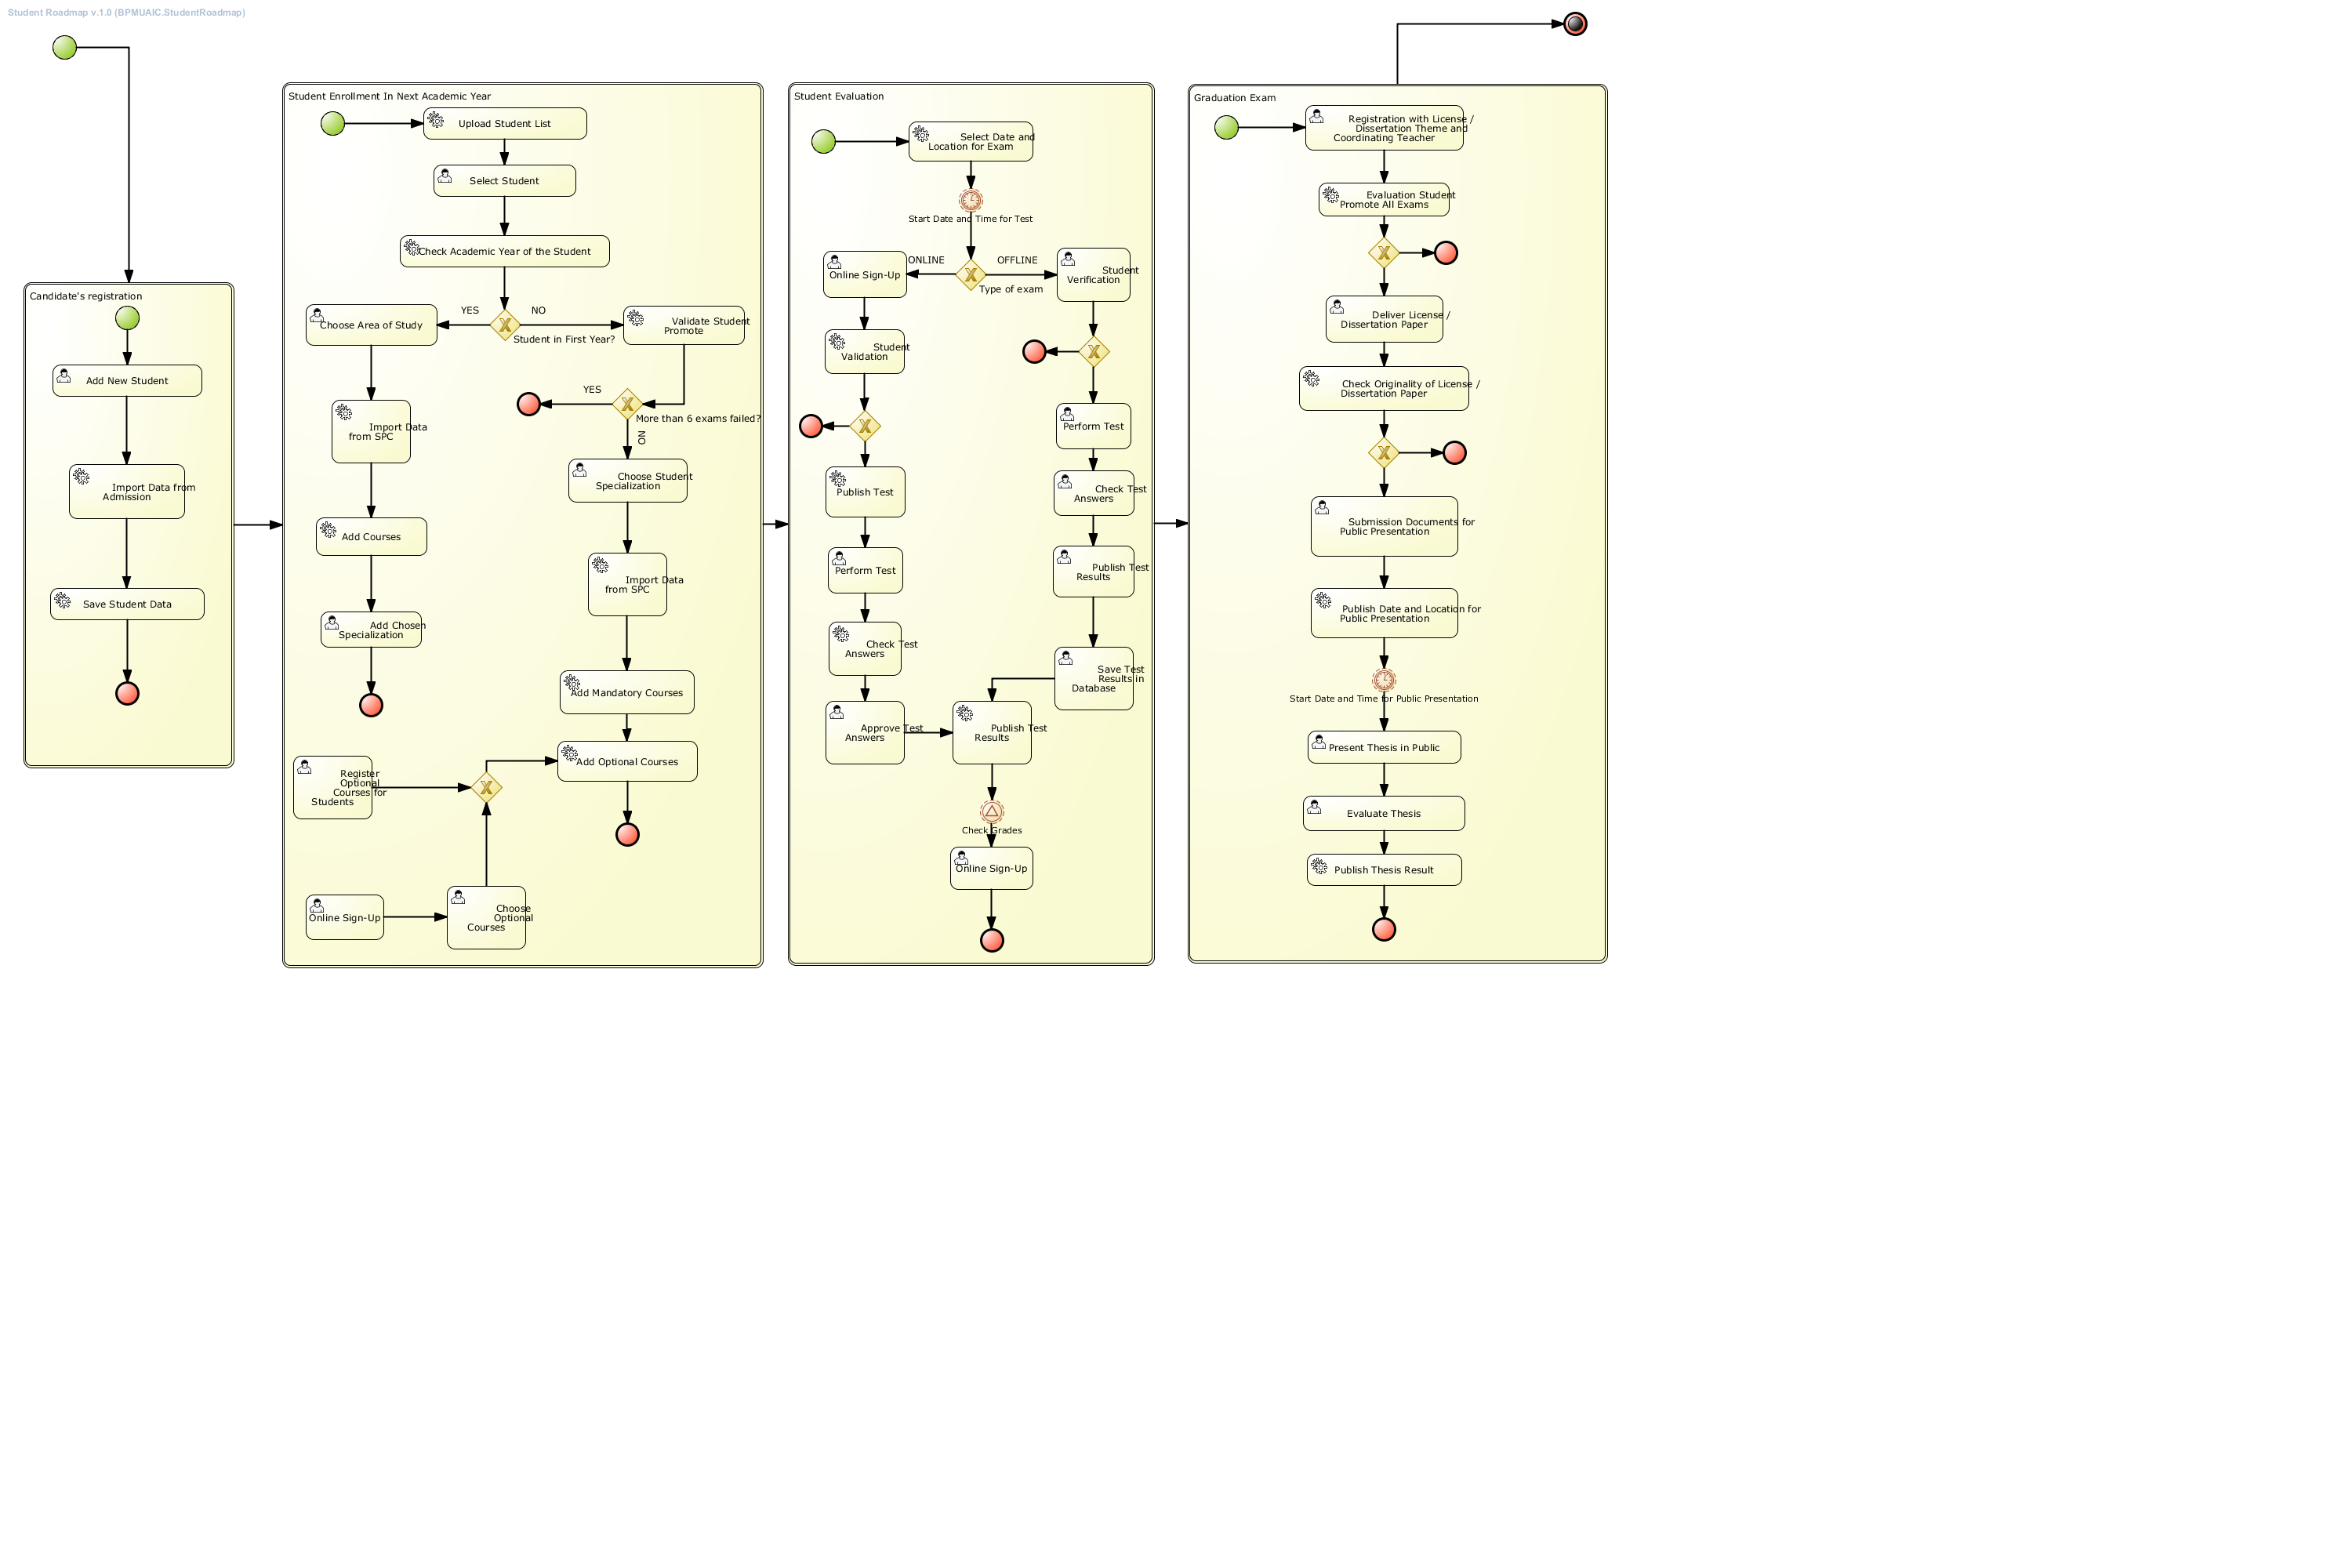 Student Roadmap v.1.0 (BPMUAIC.StudentRoadmap)
Candidate's registration
Add New Student
Import Data from
Admission
Save Student Data
Student Enrollment In Next Academic Year
Upload Student List
Select Student
Check Academic Year of the Student
YES
NO
Student in First Year?
Choose Area of Study
Validate Student
Promote
YES
More than 6 exams failed?
NO
Import Data
from SPC
Choose Student
Specialization
Add Courses
Import Data
from SPC
Add Chosen
Specialization
Add Mandatory Courses
Add Optional Courses
Register
Optional
Courses for
Students
Online Sign-Up
Choose
Optional
Courses
Student Evaluation
Select Date and
Location for Exam
Start Date and Time for Test
ONLINE
OFFLINE
Type of exam
Online Sign-Up
Student
Verification
Student
Validation
Perform Test
Publish Test
Check Test
Answers
Perform Test
Publish Test
Results
Check Test
Answers
Save Test
Results in
Database
Approve Test
Answers
Publish Test
Results
Check Grades
Online Sign-Up
Graduation Exam
Registration with License /
Dissertation Theme and
Coordinating Teacher
Evaluation Student
Promote All Exams
Deliver License /
Dissertation Paper
Check Originality of License /
Dissertation Paper
Submission Documents for
Public Presentation
Publish Date and Location for
Public Presentation
Start Date and Time for Public Presentation
Present Thesis in Public
Evaluate Thesis
Publish Thesis Result